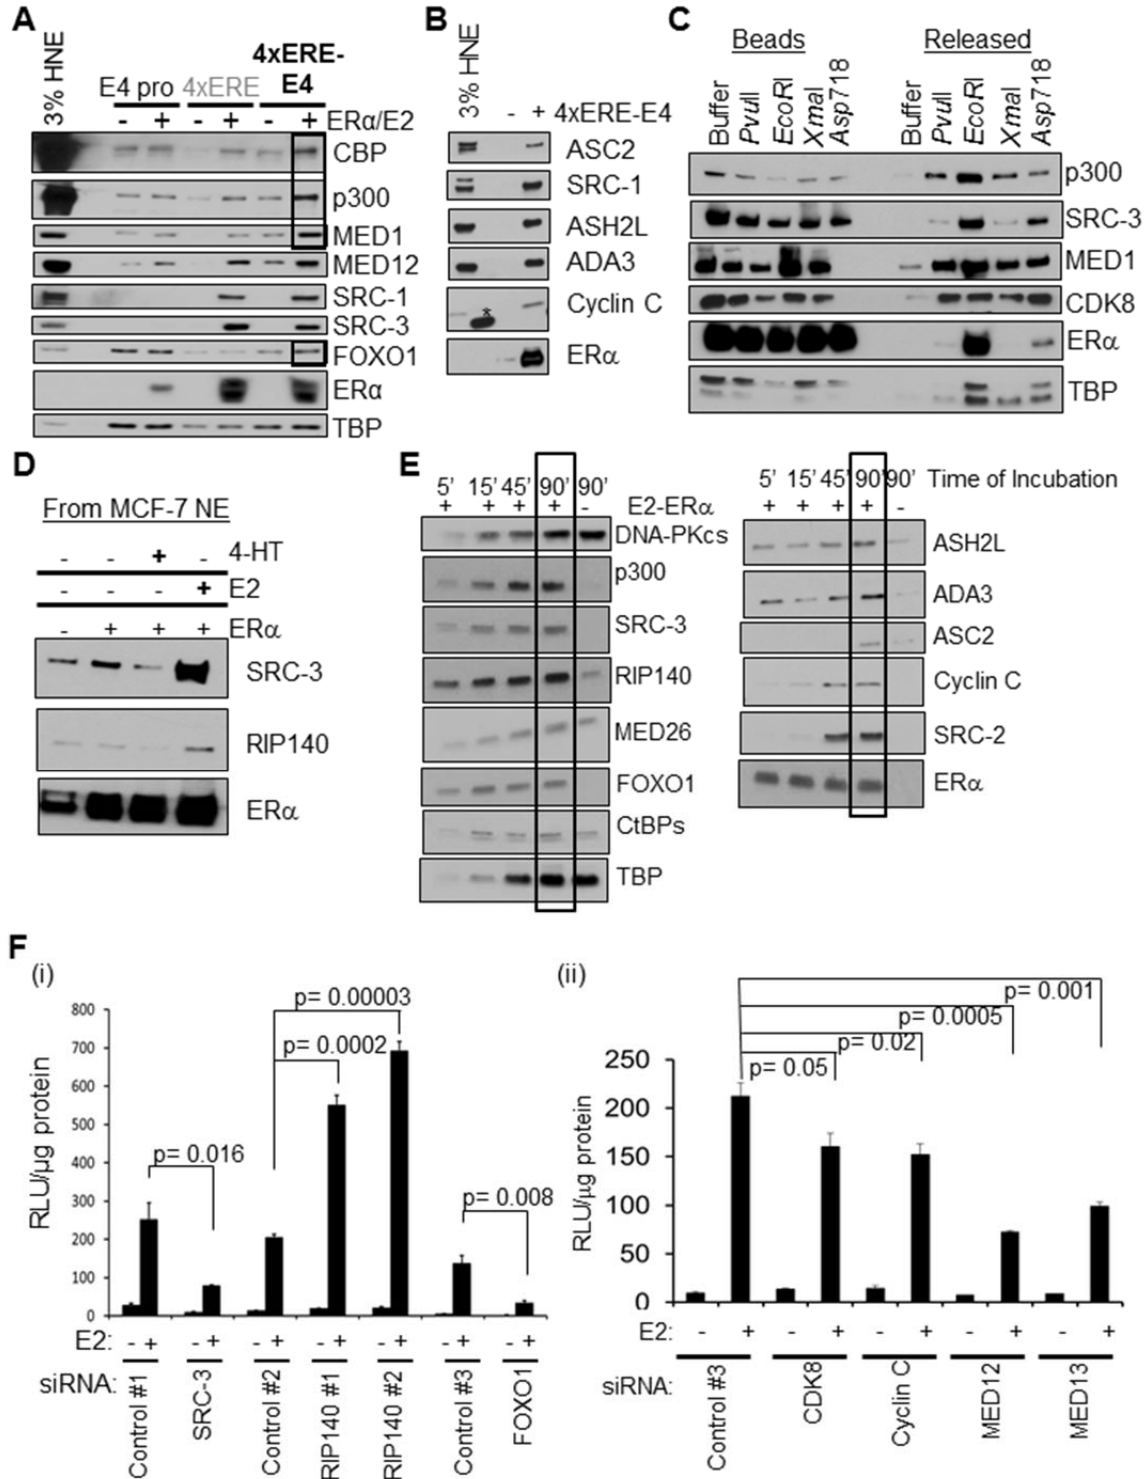 A
3% HNE
E4 pro
4xERE
4xERE-
E4
- + - + - + ERα/E2
CBP
p300
MED1
MED12
SRC-1
SRC-3
FOXO1
ERα
TBP
B
3% HNE
- + 4xERE-E4
ASC2
SRC-1
ASH2L
ADA3
Cyclin C
*
ERα
C
Beads
Released
Buffer
PvuII
EcoRI
XmaI
Asp718
Buffer
PvuII
EcoRI
XmaI
Asp718
p300
SRC-3
MED1
CDK8
ERα
TBP
D
From MCF-7 NE
- - + - 4-HT
- - - + E2
- + + + ERα
SRC-3
RIP140
ERα
E
5' 15' 45' 90' 90'
+ + + + - E2-ERα
DNA-PKcs
p300
SRC-3
RIP140
MED26
FOXO1
CtBPs
TBP
5' 15' 45' 90' 90' Time of Incubation
+ + + + -
ASH2L
ADA3
ASC2
Cyclin C
SRC-2
ERα
F
(i)
RLU/µg protein
800
700
600
500
400
300
200
100
0
p= 0.016
p= 0.00003
p= 0.0002
p= 0.008
E2: - + - + - + - + - + - + - +
siRNA:
Control #1
SRC-3
Control #2
RIP140 #1
RIP140 #2
Control #3
FOXO1
(ii)
RLU/µg protein
250
200
150
100
50
0
p= 0.001
p= 0.0005
p= 0.02
p= 0.05
E2: - + - + - + - + - +
siRNA:
Control #3
CDK8
Cyclin C
MED12
MED13